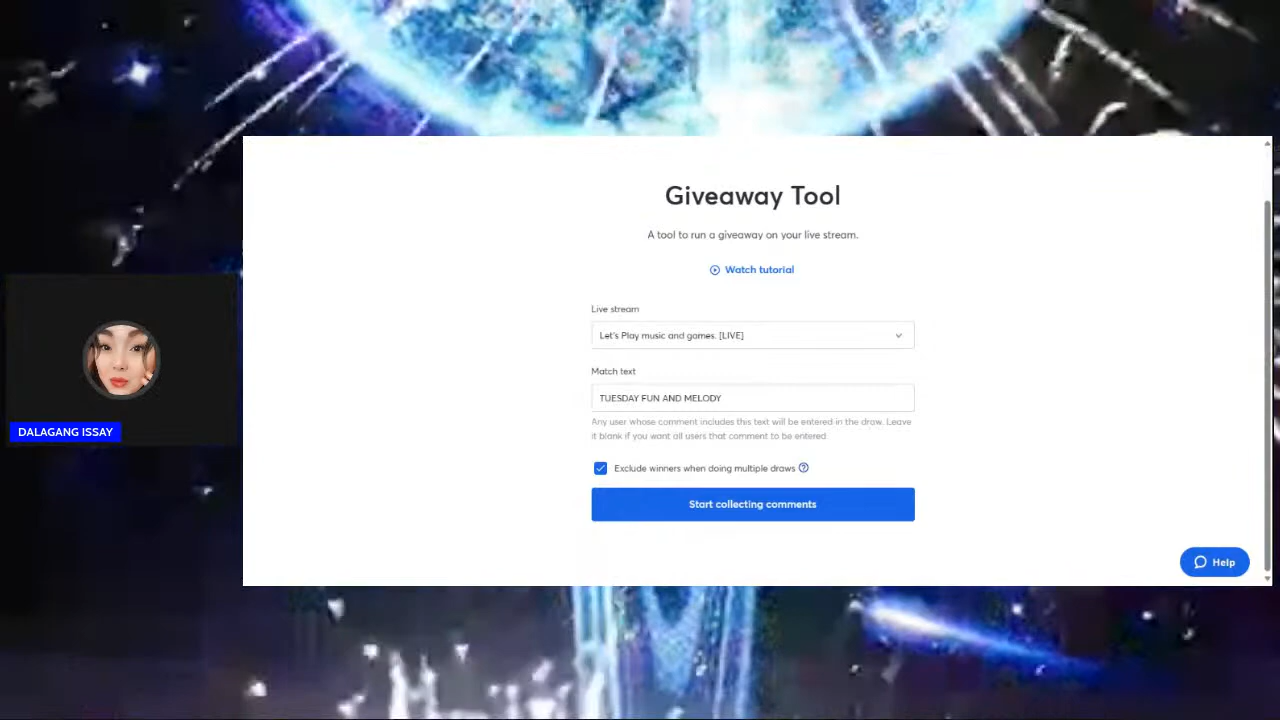 Giveaway Tool
A tool to run a giveaway on your live stream.
Watch tutorial
Live stream
Let's Play music and games. [LIVE]
Match text
TUESDAY FUN AND MELODY
Any user whose comment includes this text will be entered in the draw. Leave
it blank if you want all users that comment to be entered
Exclude winners when doing multiple draws
Start collecting comments
Help
DALAGANG ISSAY